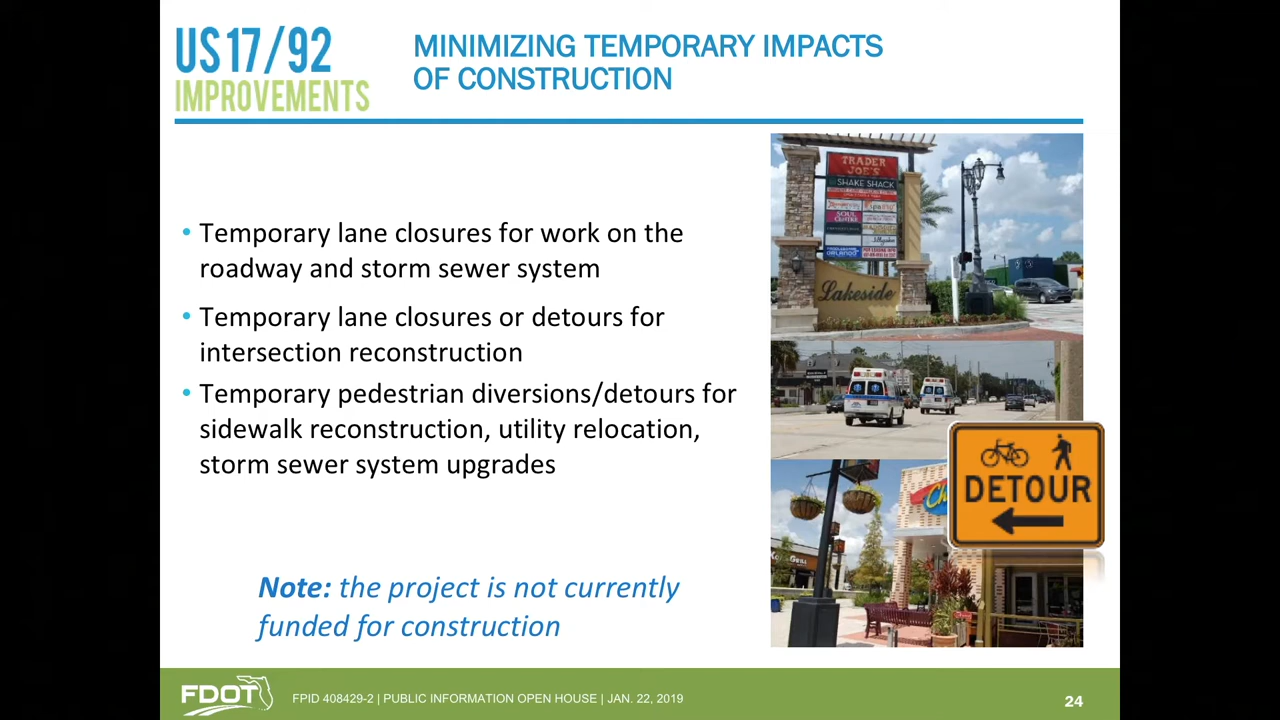 US17/92
IMPROVEMENTS
MINIMIZING TEMPORARY IMPACTS
OF CONSTRUCTION
• Temporary lane closures for work on the
roadway and storm sewer system
• Temporary lane closures or detours for
intersection reconstruction
• Temporary pedestrian diversions/detours for
sidewalk reconstruction, utility relocation,
storm sewer system upgrades
Note: the project is not currently
funded for construction
TRADER
JOE'S
SHAKE SHACK
SOUL
ORLANDO
Lakeside
DETOUR
FDOT
FPID 408429-2 | PUBLIC INFORMATION OPEN HOUSE | JAN. 22, 2019
24